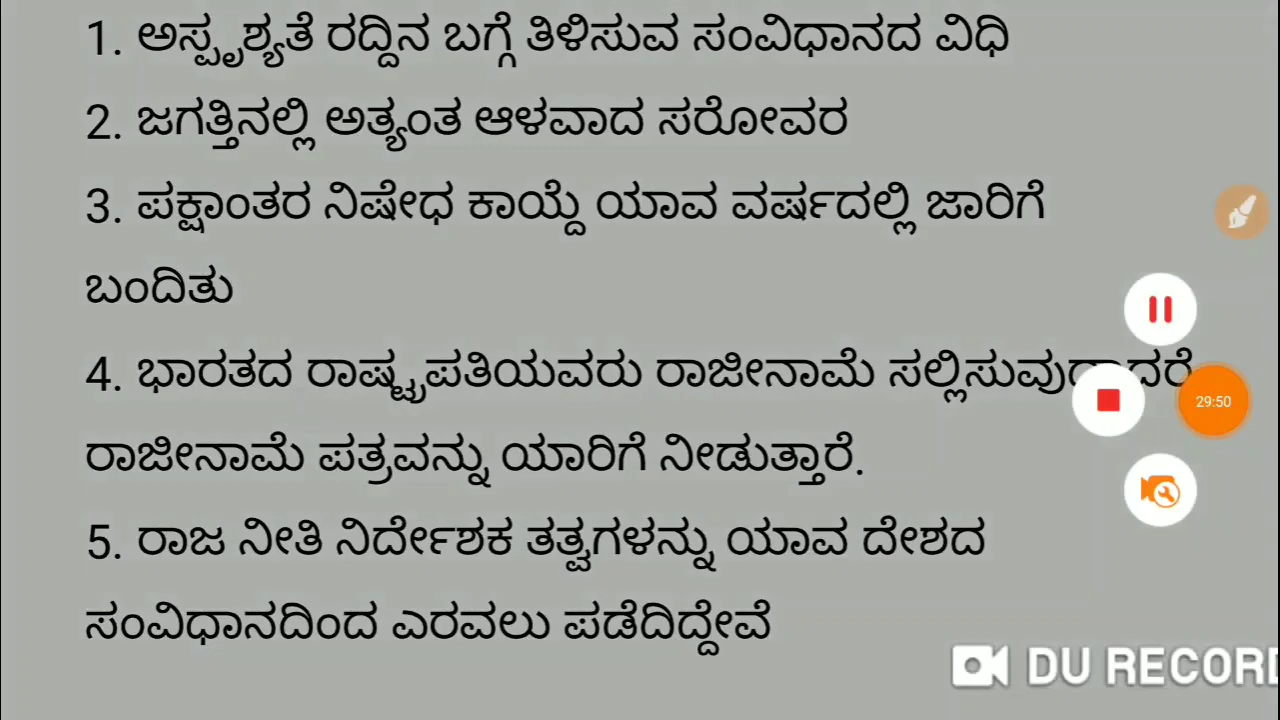 1. ಅಸ್ಪೃಶ್ಯತೆ ರದ್ದಿನ ಬಗ್ಗೆ ತಿಳಿಸುವ ಸಂವಿಧಾನದ ವಿಧಿ
2. ಜಗತ್ತಿನಲ್ಲಿ ಅತ್ಯಂತ ಆಳವಾದ ಸರೋವರ
3. ಪಕ್ಷಾಂತರ ನಿಷೇಧ ಕಾಯ್ದೆ ಯಾವ ವರ್ಷದಲ್ಲಿ ಜಾರಿಗೆ
ಬಂದಿತು
4. ಭಾರತದ ರಾಷ್ಟ್ರಪತಿಯವರು ರಾಜೀನಾಮೆ ಸಲ್ಲಿಸುವುದಾದರೆ
29:50
ರಾಜೀನಾಮೆ ಪತ್ರವನ್ನು ಯಾರಿಗೆ ನೀಡುತ್ತಾರೆ.
5. ರಾಜ ನೀತಿ ನಿರ್ದೇಶಕ ತತ್ವಗಳನ್ನು ಯಾವ ದೇಶದ
ಸಂವಿಧಾನದಿಂದ ಎರವಲು ಪಡೆದಿದ್ದೇವೆ
DU RECORD